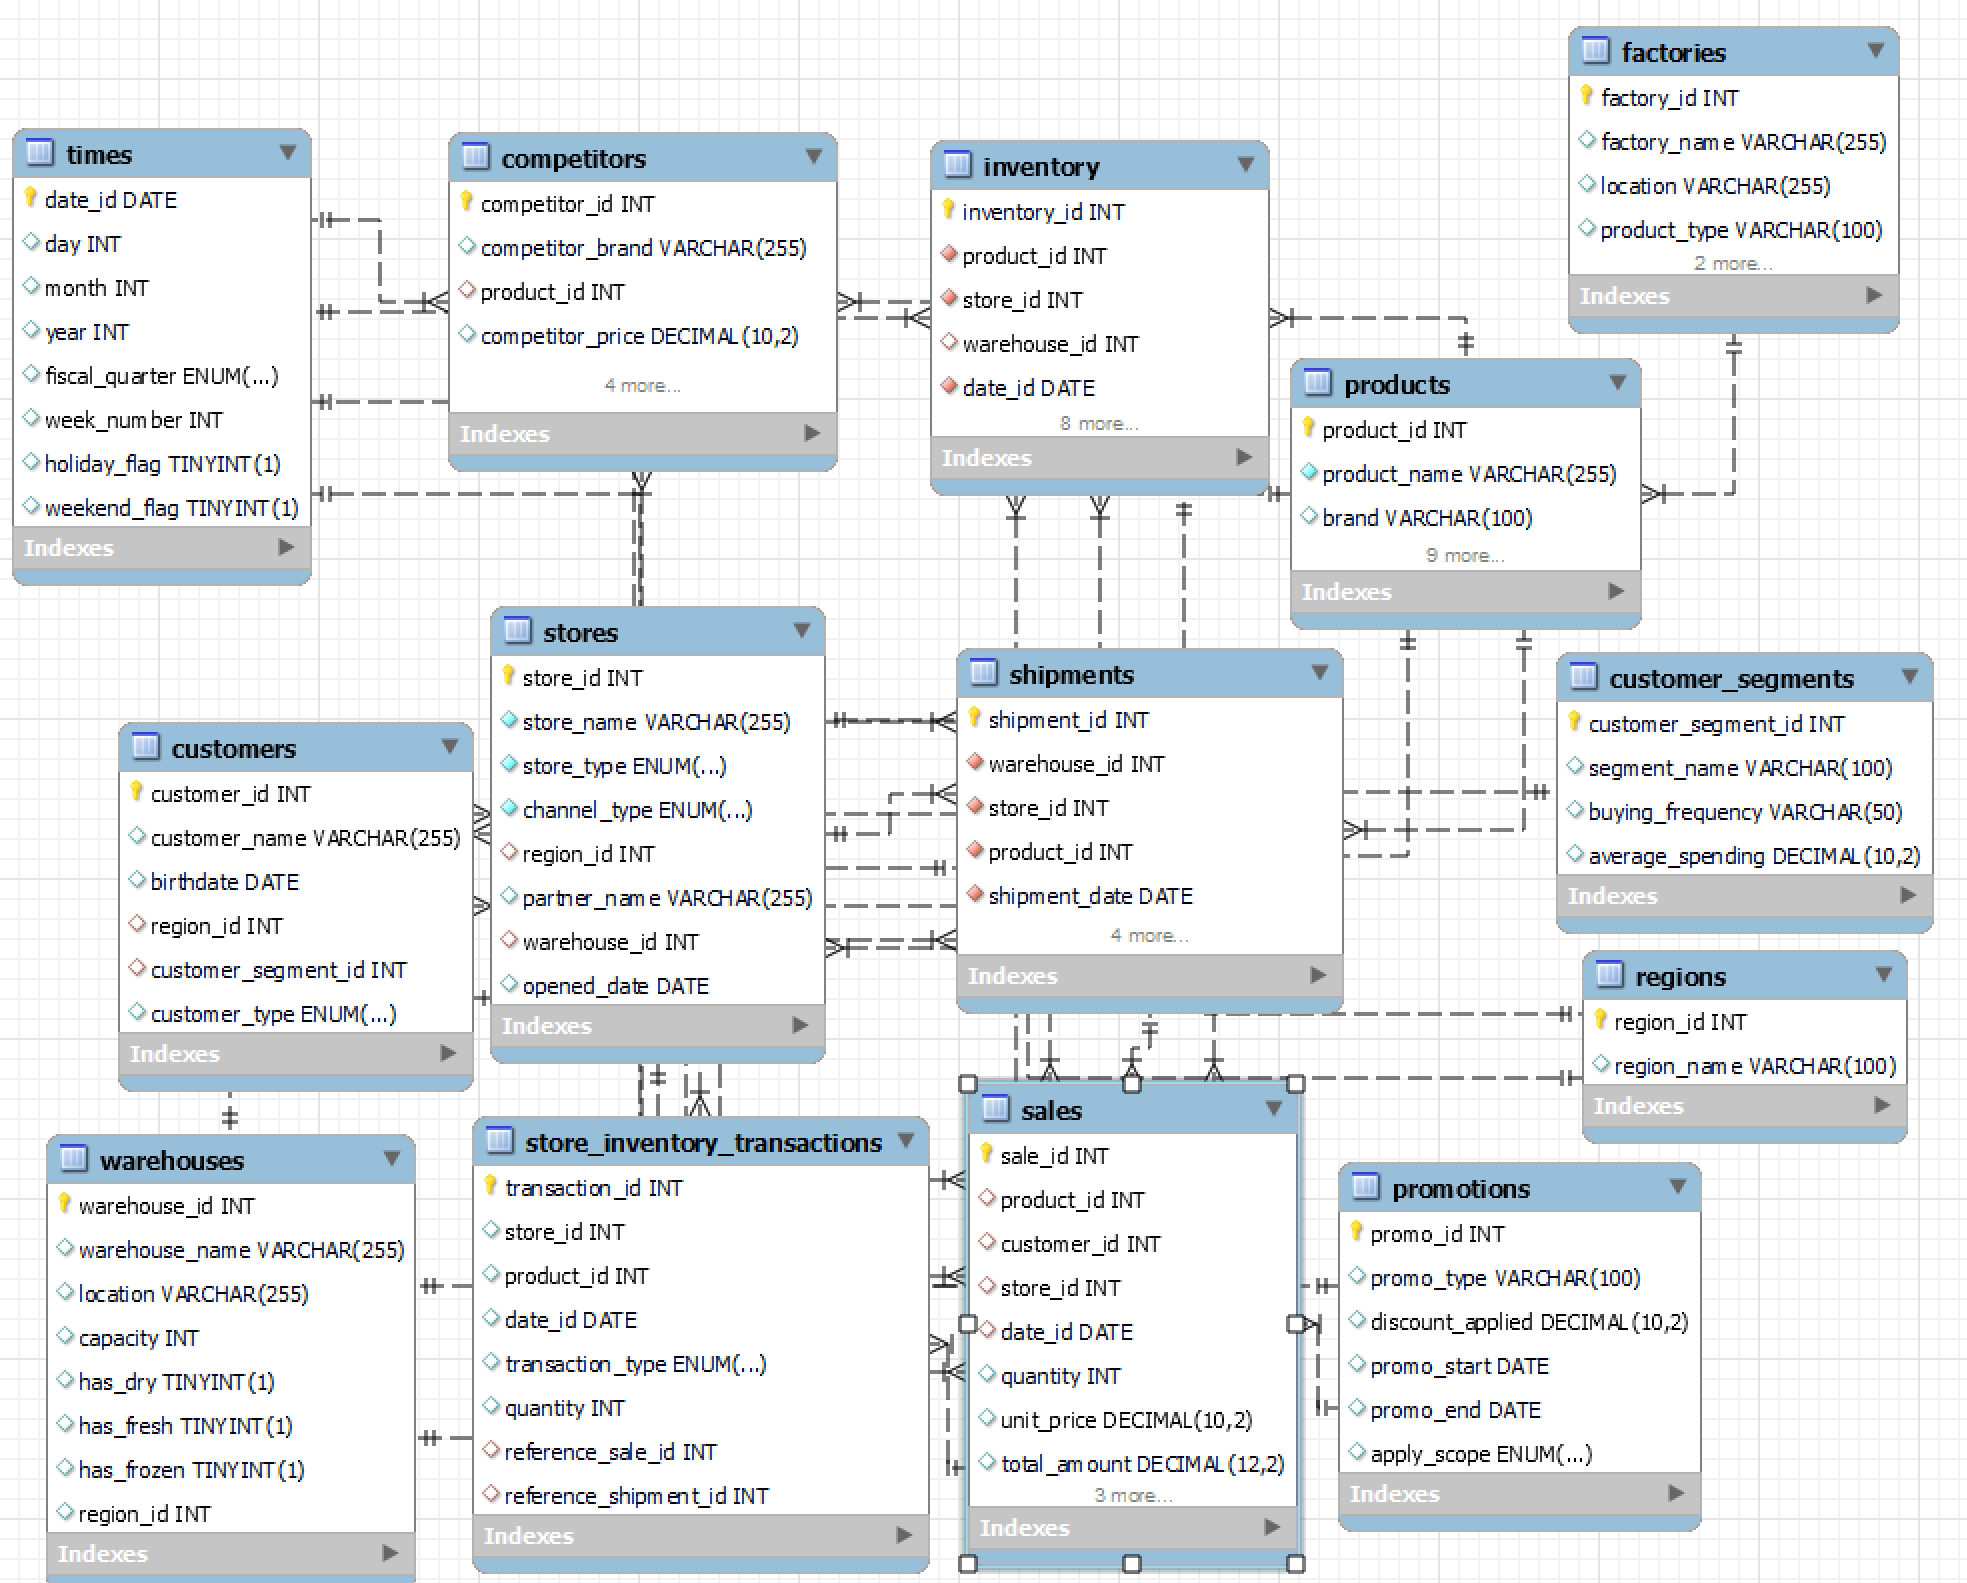 factories
factory_id INT
factory_name VARCHAR(255)
location VARCHAR(255)
product_type VARCHAR(100)
2 more...
Indexes
times
date_id DATE
day INT
month INT
year INT
fiscal_quarter ENUM(...)
week_number INT
holiday_flag TINYINT(1)
weekend_flag TINYINT(1)
Indexes
competitors
competitor_id INT
competitor_brand VARCHAR(255)
product_id INT
competitor_price DECIMAL(10,2)
4 more...
Indexes
inventory
inventory_id INT
product_id INT
store_id INT
warehouse_id INT
date_id DATE
8 more...
Indexes
products
product_id INT
product_name VARCHAR(255)
brand VARCHAR(100)
9 more...
Indexes
stores
store_id INT
store_name VARCHAR(255)
store_type ENUM(...)
channel_type ENUM(...)
region_id INT
partner_name VARCHAR(255)
warehouse_id INT
opened_date DATE
Indexes
shipments
shipment_id INT
warehouse_id INT
store_id INT
product_id INT
shipment_date DATE
4 more...
Indexes
customer_segments
customer_segment_id INT
segment_name VARCHAR(100)
buying_frequency VARCHAR(50)
average_spending DECIMAL(10,2)
Indexes
customers
customer_id INT
customer_name VARCHAR(255)
birthdate DATE
region_id INT
customer_segment_id INT
customer_type ENUM(...)
Indexes
regions
region_id INT
region_name VARCHAR(100)
Indexes
warehouses
warehouse_id INT
warehouse_name VARCHAR(255)
location VARCHAR(255)
capacity INT
has_dry TINYINT(1)
has_fresh TINYINT(1)
has_frozen TINYINT(1)
region_id INT
Indexes
store_inventory_transactions
transaction_id INT
store_id INT
product_id INT
date_id DATE
transaction_type ENUM(...)
quantity INT
reference_sale_id INT
reference_shipment_id INT
Indexes
sales
sale_id INT
product_id INT
customer_id INT
store_id INT
date_id DATE
quantity INT
unit_price DECIMAL(10,2)
total_amount DECIMAL(12,2)
3 more...
Indexes
promotions
promo_id INT
promo_type VARCHAR(100)
discount_applied DECIMAL(10,2)
promo_start DATE
promo_end DATE
apply_scope ENUM(...)
Indexes